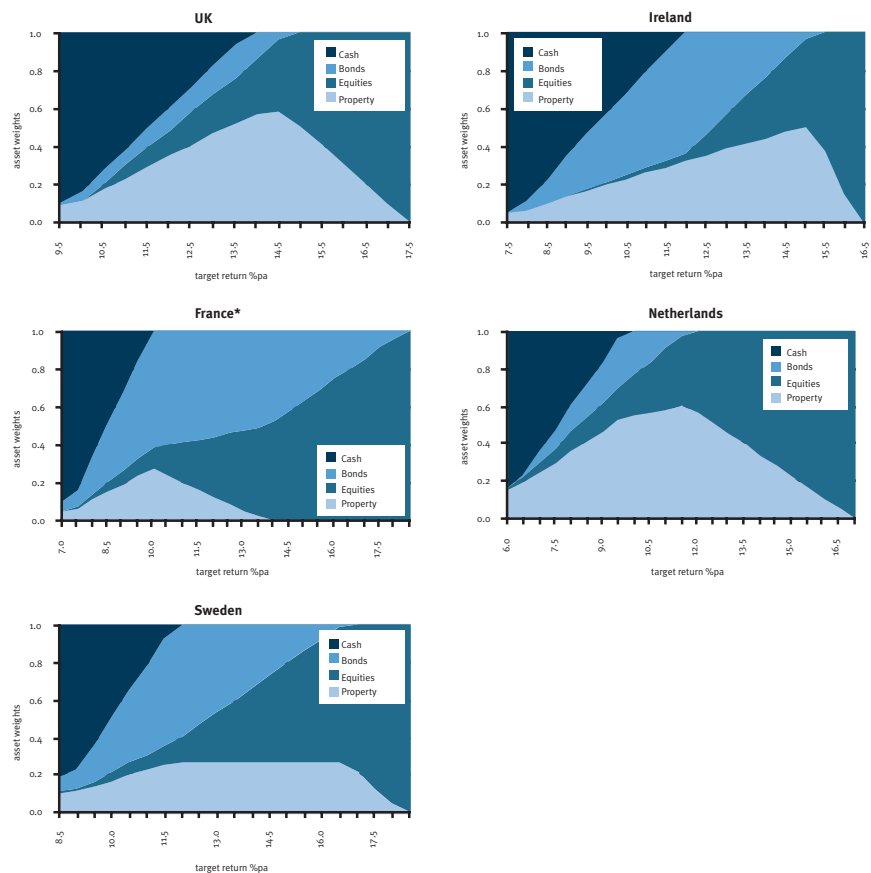 UK
asset weights
1.0
0.8
0.6
0.4
0.2
0.0
Cash
Bonds
Equities
Property
9.5
10.5
11.5
12.5
13.5
14.5
15.5
16.5
17.5
target return %pa
Ireland
asset weights
1.0
0.8
0.6
0.4
0.2
0.0
Cash
Bonds
Equities
Property
7.5
8.5
9.5
10.5
11.5
12.5
13.5
14.5
15.5
16.5
target return %pa
France*
asset weights
1.0
0.8
0.6
0.4
0.2
0.0
Cash
Bonds
Equities
Property
7.0
8.5
10.0
11.5
13.0
14.5
16.0
17.5
target return %pa
Netherlands
asset weights
1.0
0.8
0.6
0.4
0.2
0.0
Cash
Bonds
Equities
Property
6.0
7.5
9.0
10.5
12.0
13.5
15.0
16.5
target return %pa
Sweden
asset weights
1.0
0.8
0.6
0.4
0.2
0.0
Cash
Bonds
Equities
Property
8.5
10.0
11.5
13.0
14.5
16.0
17.5
target return %pa